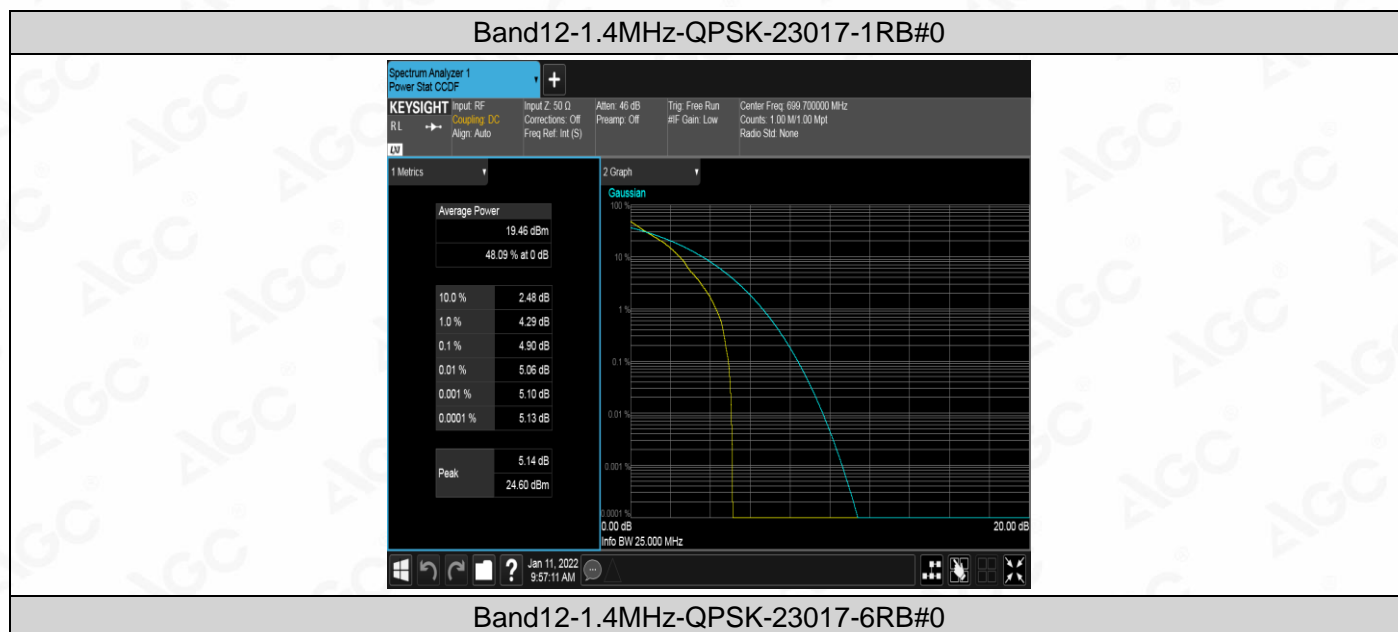 Band12-1.4MHz-QPSK-23017-1RB#0
Spectrum Analyzer 1
Power Stat CCDF
+
KEYSIGHT
R L
LXI
Input: RF
Coupling: DC
Align: Auto
Input Z: 50 Ω
Corrections: Off
Freq Ref: Int (S)
Atten: 46 dB
Preamp: Off
Trig: Free Run
#IF Gain: Low
Center Freq: 699.700000 MHz
Counts: 1.00 M/1.00 Mpt
Radio Std: None
1 Metrics
Average Power
19.46 dBm
48.09 % at 0 dB
10.0 % 2.48 dB
1.0 % 4.29 dB
0.1 % 4.90 dB
0.01 % 5.06 dB
0.001 % 5.10 dB
0.0001 % 5.13 dB
Peak
5.14 dB
24.60 dBm
2 Graph
Gaussian
100 %
10 %
1 %
0.1 %
0.01 %
0.001 %
0.0001 %
0.00 dB 20.00 dB
Info BW 25.000 MHz
?
Jan 11, 2022
9:57:11 AM
Band12-1.4MHz-QPSK-23017-6RB#0
AGC